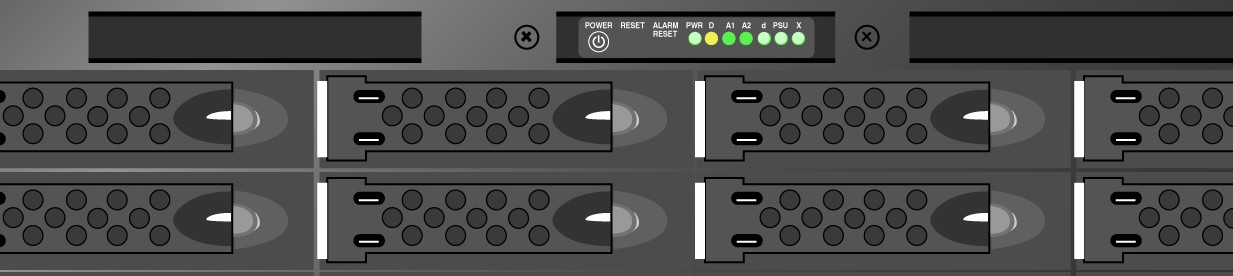 POWER RESET ALARM RESET PWR D A1 A2 d PSU X